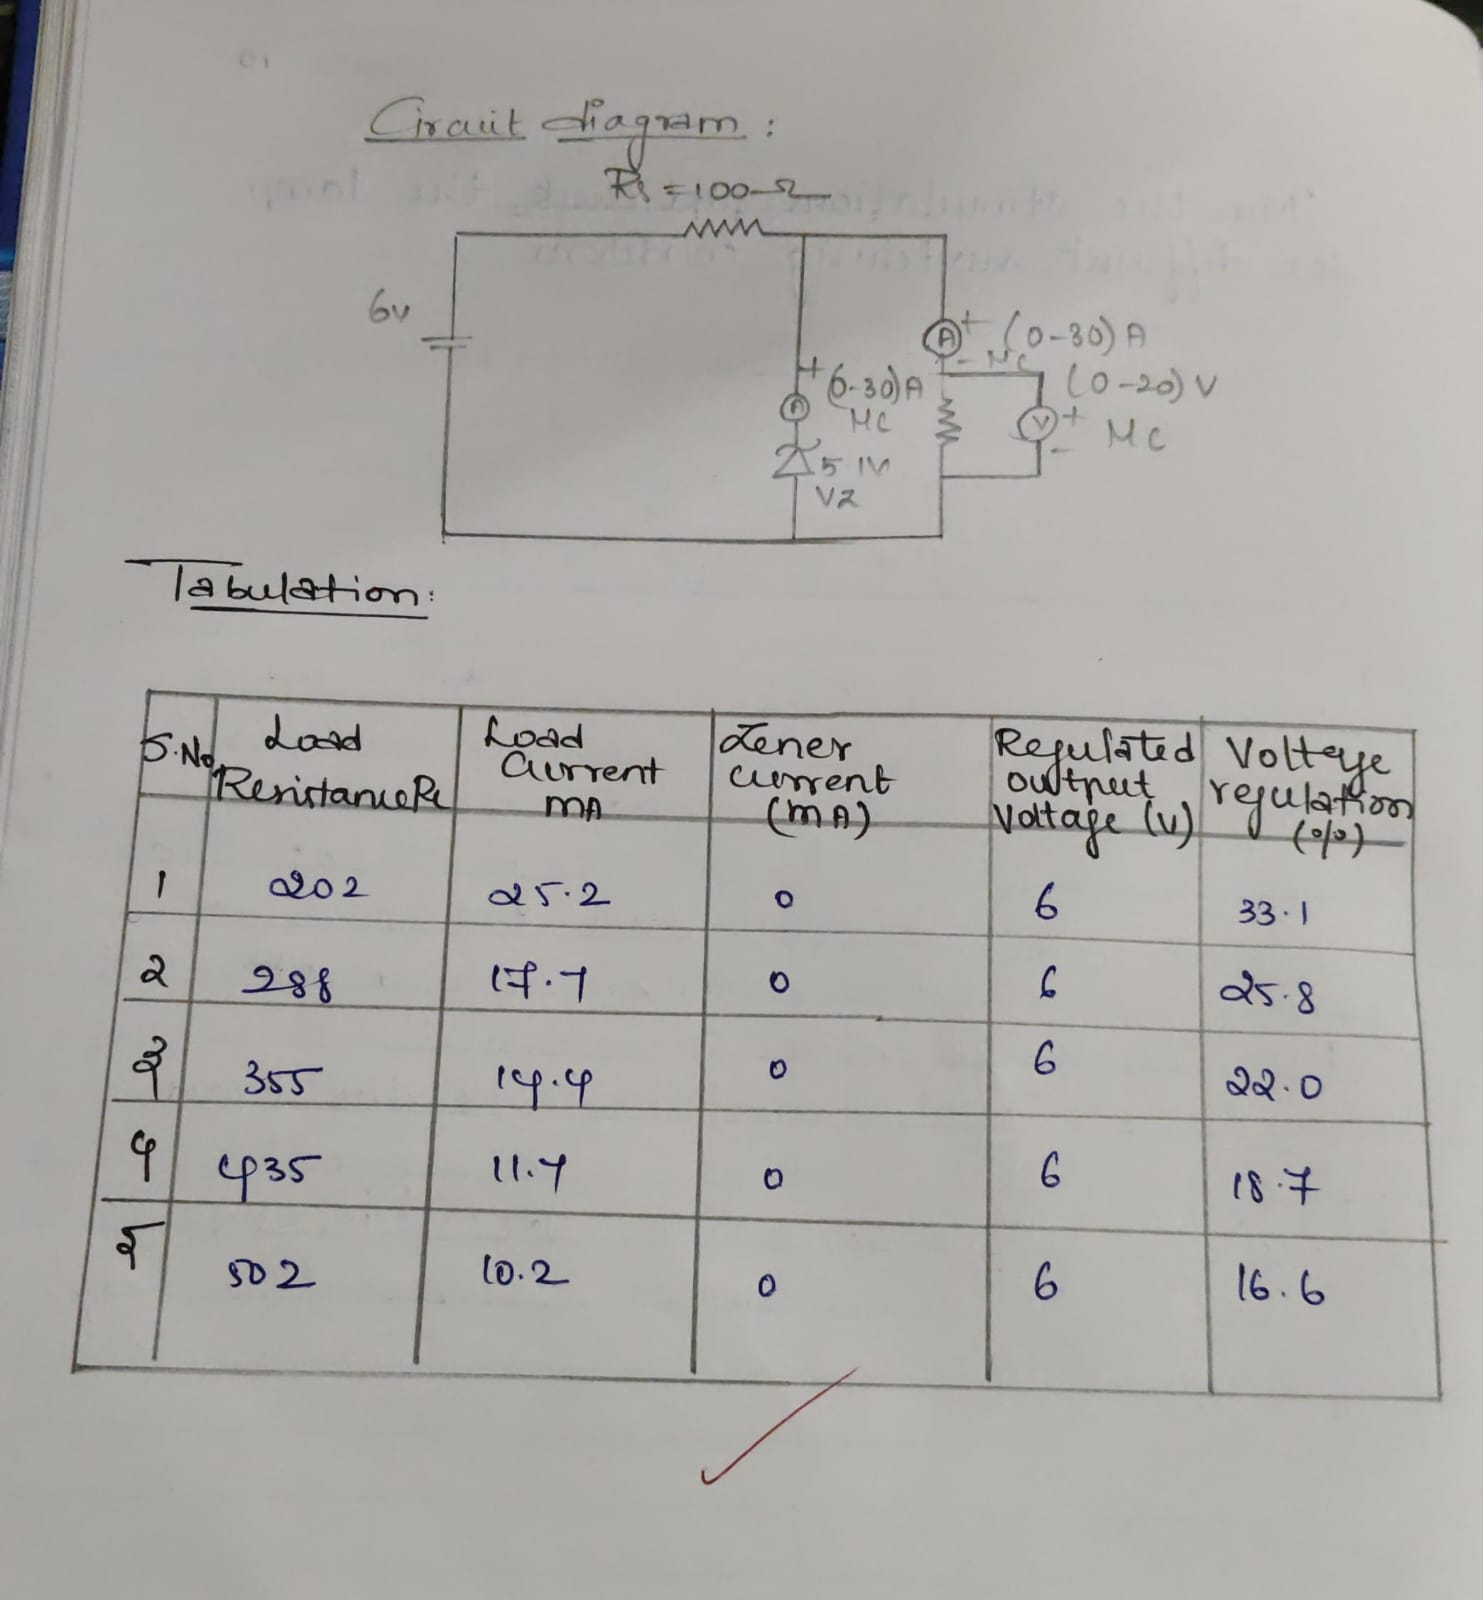 Circuit diagram :
Rs = 100 Ω
6v
+ (0-30) A
- MC
(0-20) V
+ (0-30) A
MC
A
A
V
+
-
MC
5 1V
VZ
Tabulation:
S.No | Load Resistance RL | Load Current mA | Zener current (mA) | Regulated output Voltage (v) | Voltage regulation (%)
1 | 202 | 25.2 | 0 | 6 | 33.1
2 | 288 | 17.7 | 0 | 6 | 25.8
3 | 355 | 14.4 | 0 | 6 | 22.0
4 | 435 | 11.7 | 0 | 6 | 18.7
5 | 502 | 10.2 | 0 | 6 | 16.6